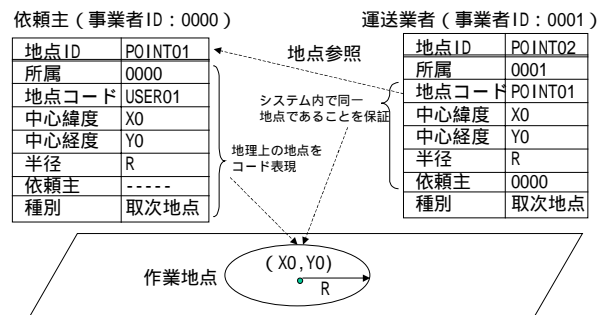 依頼主(事業者ID:0000)
運送業者(事業者ID:0001)
地点ID POINT01
所属 0000
地点コード USER01
中心緯度 X0
中心経度 Y0
半径 R
依頼主 -----
種別 取次地点
地点参照
システム内で同一
地点であることを保証
地理上の地点を
コード表現
地点ID POINT02
所属 0001
地点コード POINT01
中心緯度 X0
中心経度 Y0
半径 R
依頼主 0000
種別 取次地点
作業地点
(X0,Y0)
R